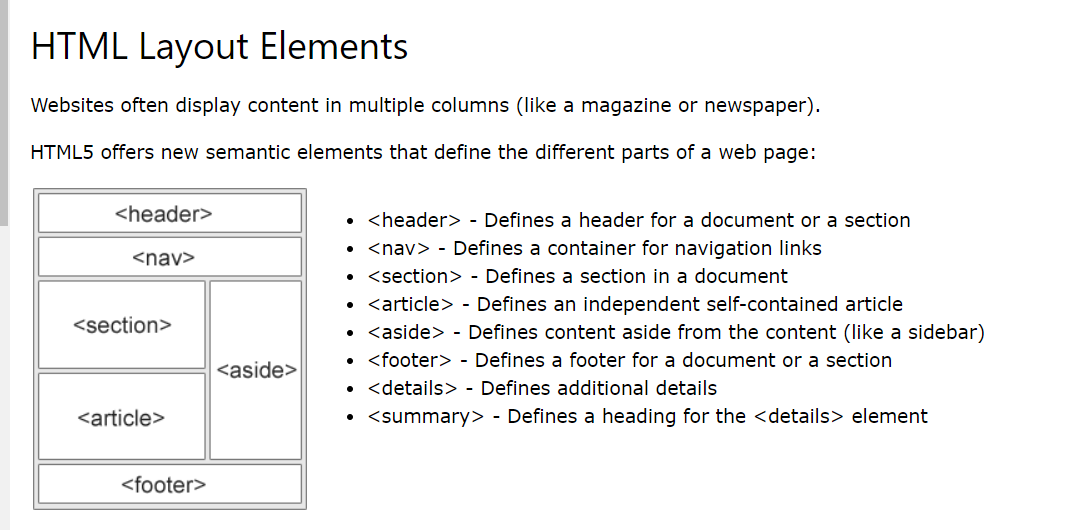 HTML Layout Elements
Websites often display content in multiple columns (like a magazine or newspaper).
HTML5 offers new semantic elements that define the different parts of a web page:
<header>
<nav>
<section>
<aside>
<article>
<footer>
• <header> - Defines a header for a document or a section
• <nav> - Defines a container for navigation links
• <section> - Defines a section in a document
• <article> - Defines an independent self-contained article
• <aside> - Defines content aside from the content (like a sidebar)
• <footer> - Defines a footer for a document or a section
• <details> - Defines additional details
• <summary> - Defines a heading for the <details> element